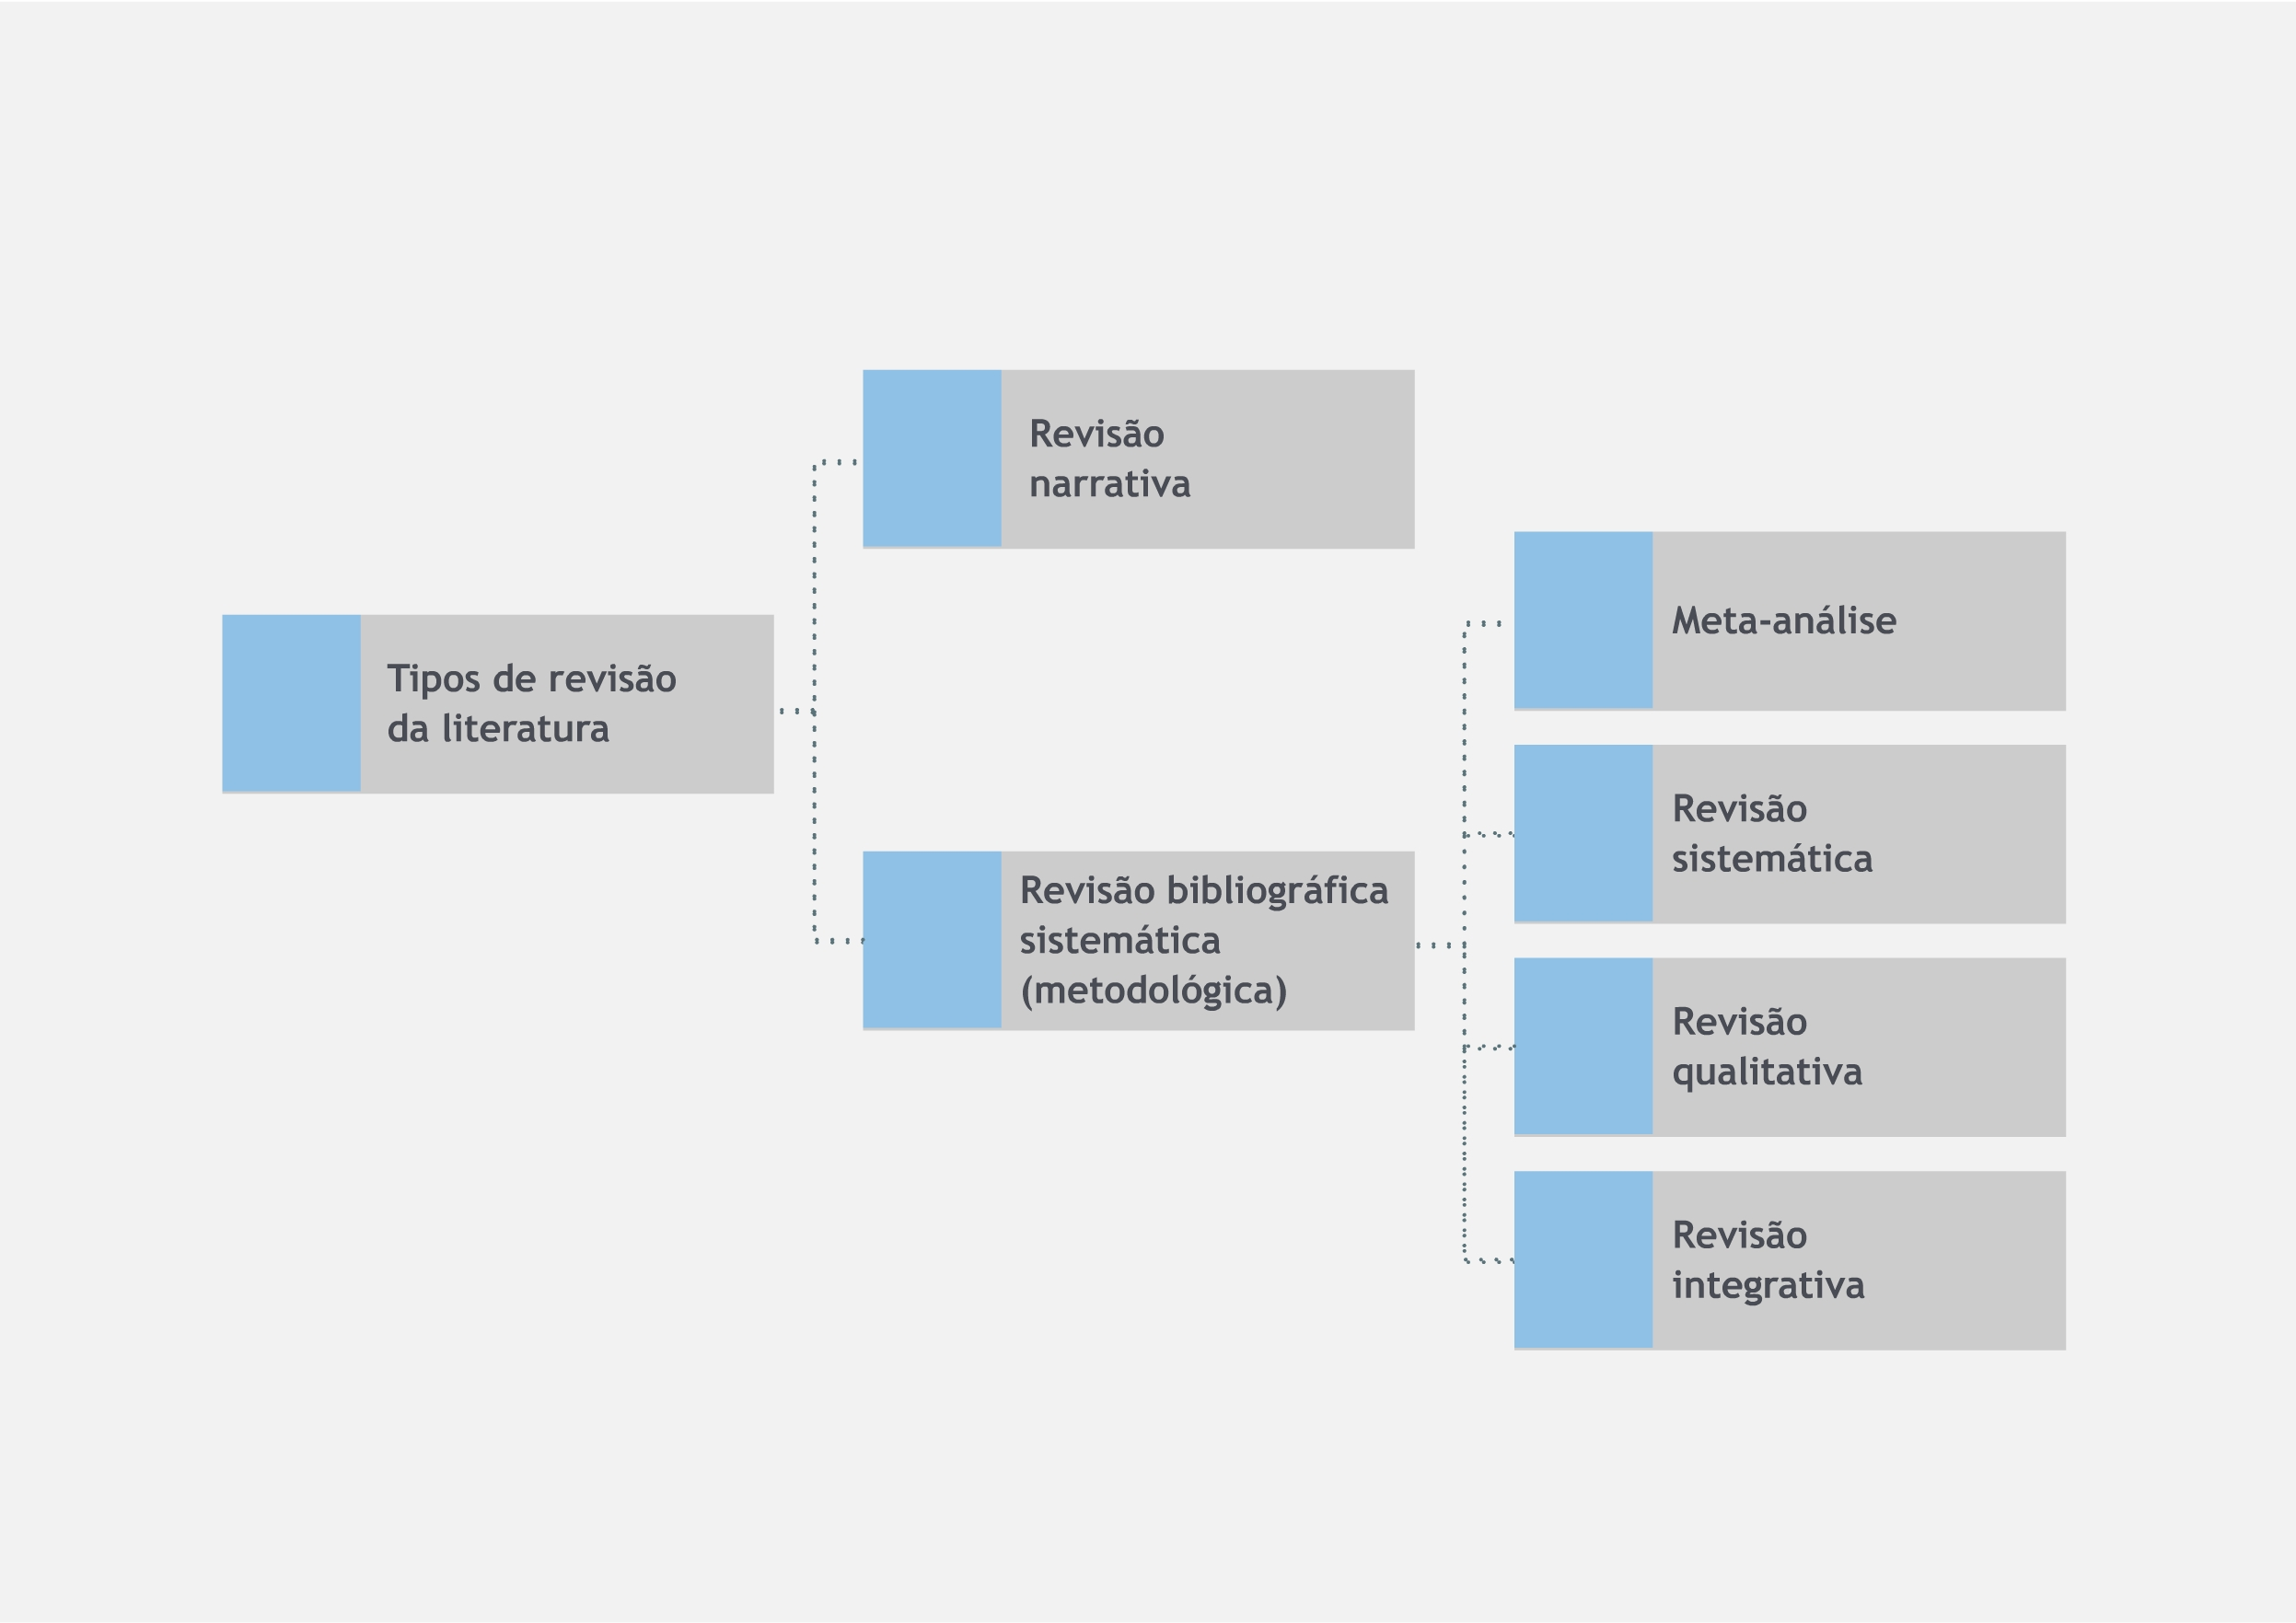 Tipos de revisão
da literatura
Revisão
narrativa
Revisão bibliográfica
sistemática
(metodológica)
Meta-análise
Revisão
sistemática
Revisão
qualitativa
Revisão
integrativa